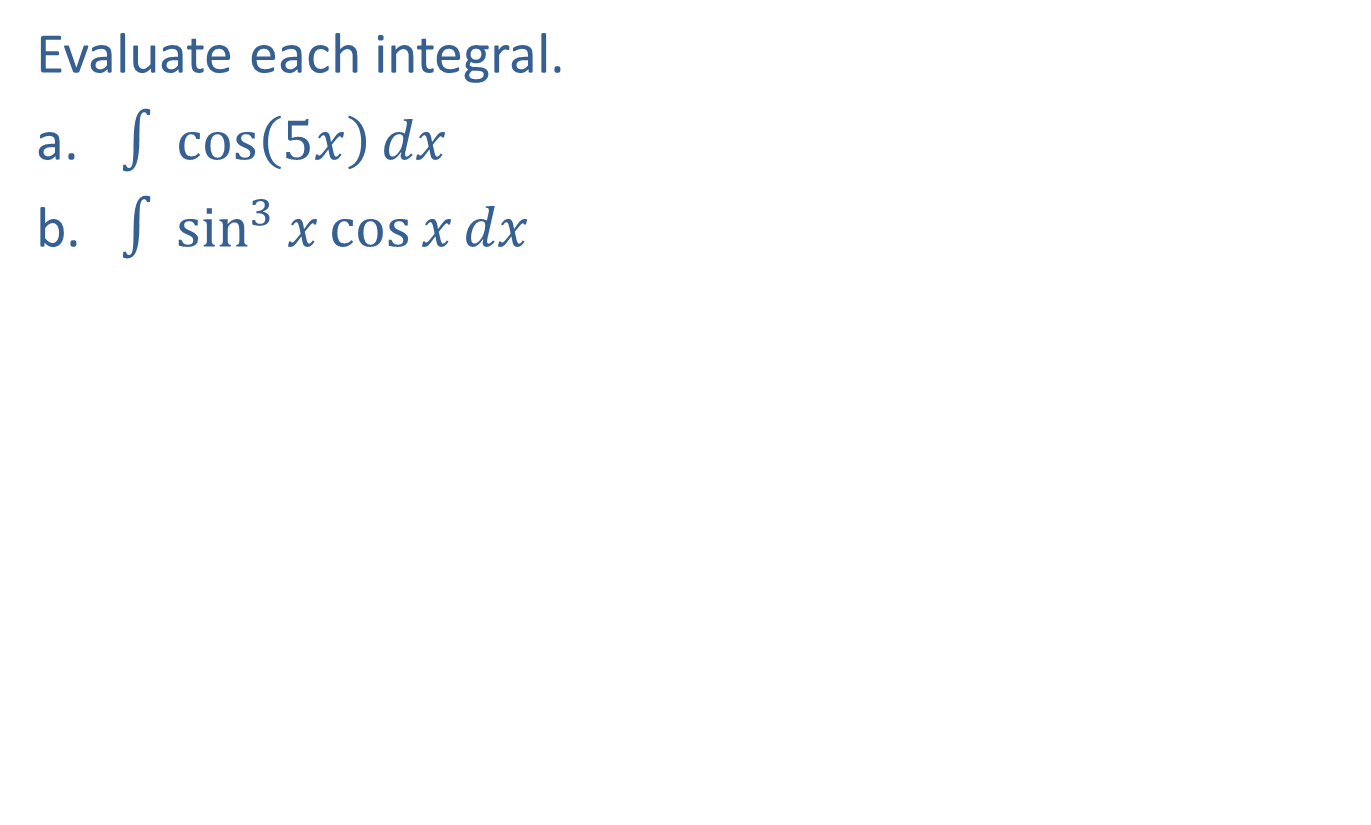 Evaluate each integral.
a. ∫ cos(5x) dx
b. ∫ sin³ x cos x dx